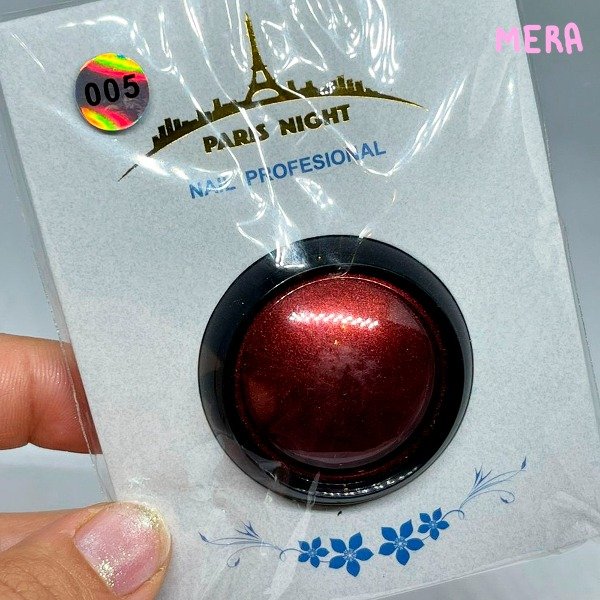 MERA
005
PARIS NIGHT
NAIL PROFESIONAL